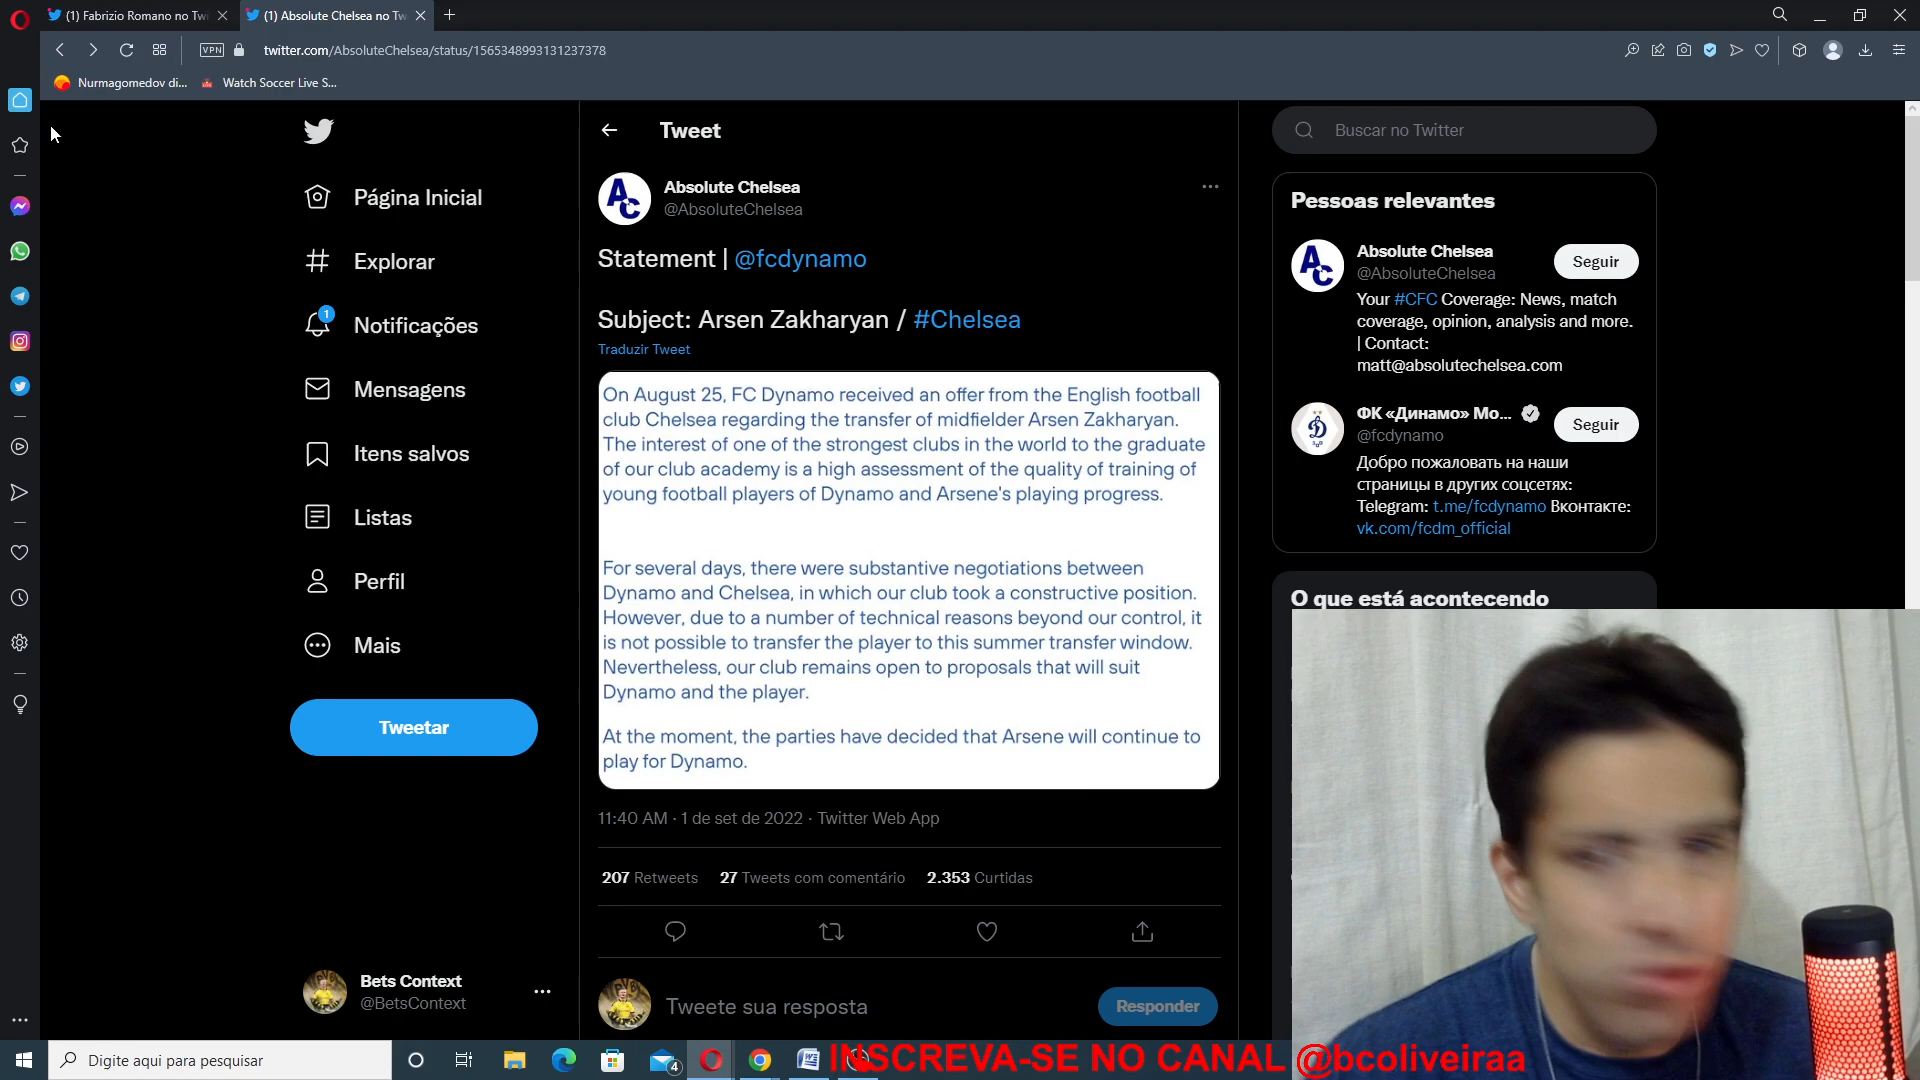 (1) Fabrizio Romano no Twi
(1) Absolute Chelsea no Tw
VPN
twitter.com/AbsoluteChelsea/status/1565348993131237378
Nurmagomedov di...
Watch Soccer Live S...
Página Inicial
Explorar
1
Notificações
Mensagens
Itens salvos
Listas
Perfil
Mais
Tweetar
Bets Context
@BetsContext
Tweet
Absolute Chelsea
@AbsoluteChelsea
Statement | @fcdynamo
Subject: Arsen Zakharyan / #Chelsea
Traduzir Tweet
On August 25, FC Dynamo received an offer from the English football
club Chelsea regarding the transfer of midfielder Arsen Zakharyan.
The interest of one of the strongest clubs in the world to the graduate
of our club academy is a high assessment of the quality of training of
young football players of Dynamo and Arsene's playing progress.
For several days, there were substantive negotiations between
Dynamo and Chelsea, in which our club took a constructive position.
However, due to a number of technical reasons beyond our control, it
is not possible to transfer the player to this summer transfer window.
Nevertheless, our club remains open to proposals that will suit
Dynamo and the player.
At the moment, the parties have decided that Arsene will continue to
play for Dynamo.
11:40 AM · 1 de set de 2022 · Twitter Web App
207 Retweets 27 Tweets com comentário 2.353 Curtidas
Tweete sua resposta
Responder
Buscar no Twitter
Pessoas relevantes
Absolute Chelsea
@AbsoluteChelsea
Seguir
Your #CFC Coverage: News, match
coverage, opinion, analysis and more.
| Contact:
matt@absolutechelsea.com
ФК «Динамо» Мо...
@fcdynamo
Seguir
Добро пожаловать на наши
страницы в других соцсетях:
Telegram: t.me/fcdynamo Вконтакте:
vk.com/fcdm_official
O que está acontecendo
Digite aqui para pesquisar
4
INSCREVA-SE NO CANAL @bcoliveiraa